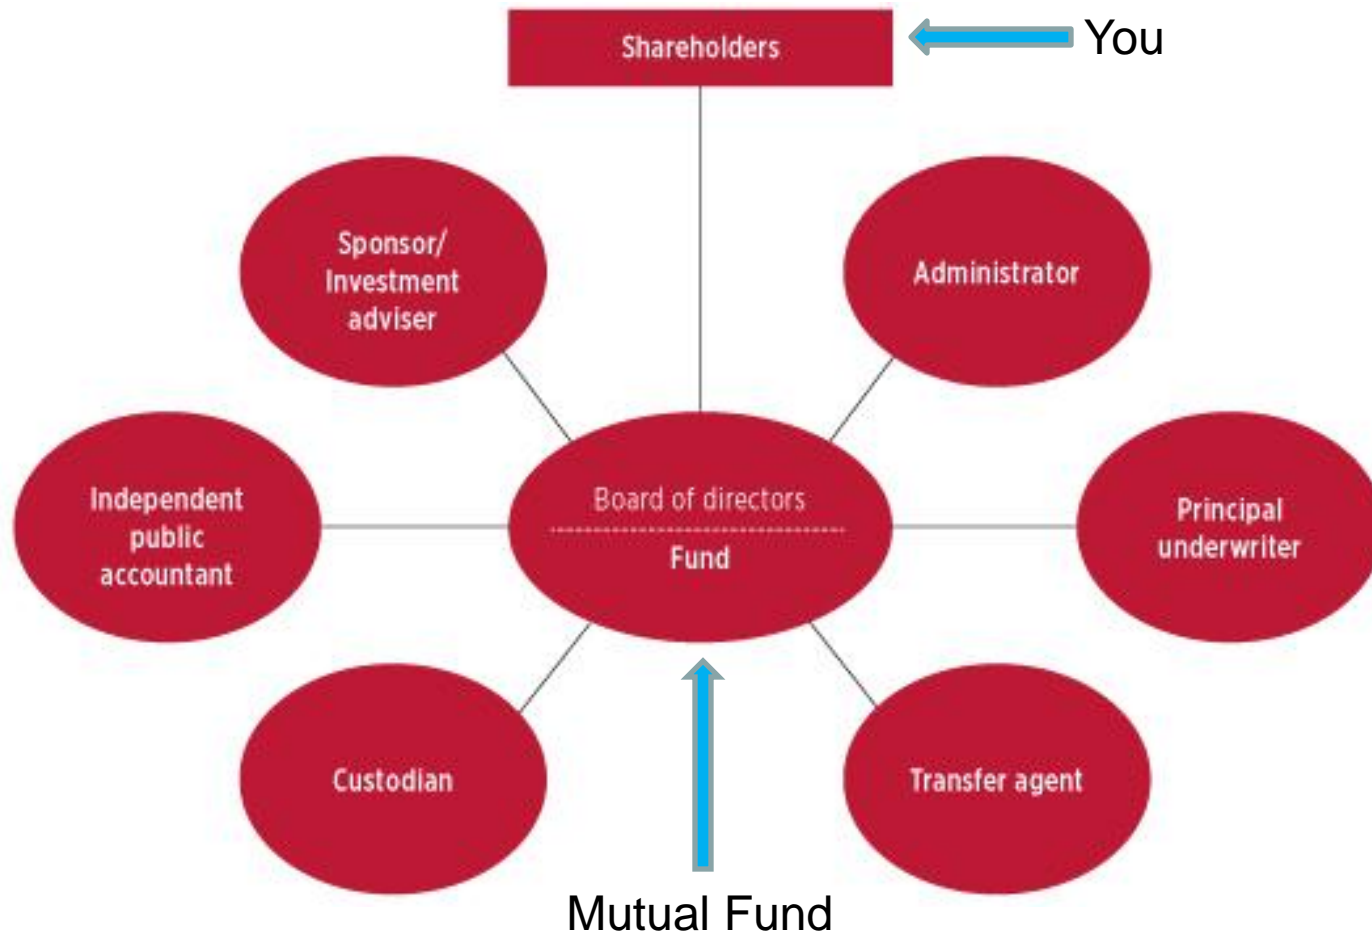 Shareholders
You
Sponsor/
Investment
adviser
Administrator
Independent
public
accountant
Board of directors
Fund
Principal
underwriter
Custodian
Transfer agent
Mutual Fund